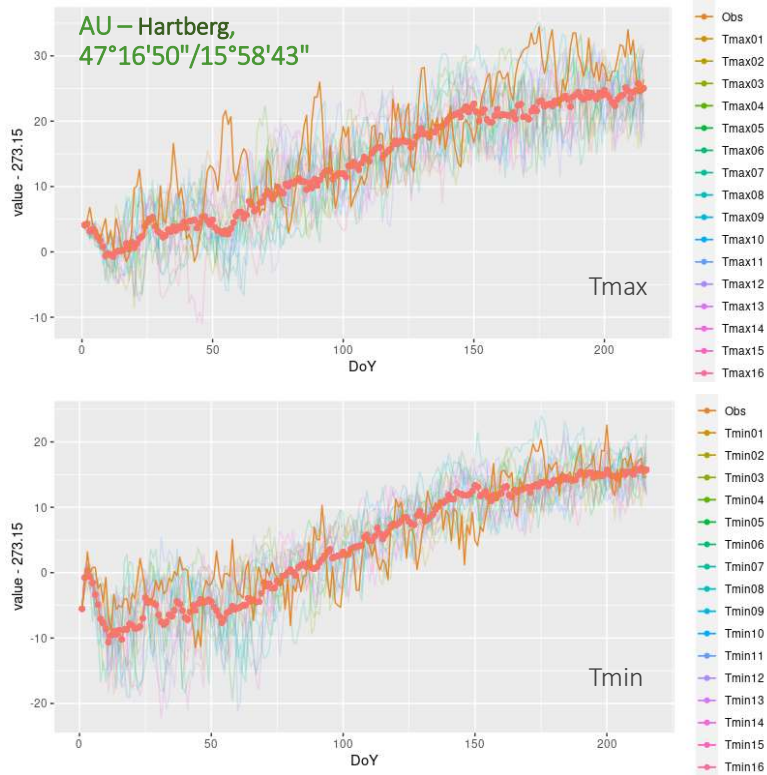 AU – Hartberg,
47°16'50"/15°58'43"
value - 273.15
30
20
10
0
-10
0
50
100
150
200
DoY
Tmax
Obs
Tmax01
Tmax02
Tmax03
Tmax04
Tmax05
Tmax06
Tmax07
Tmax08
Tmax09
Tmax10
Tmax11
Tmax12
Tmax13
Tmax14
Tmax15
Tmax16
value - 273.15
20
10
0
-10
-20
0
50
100
150
200
DoY
Tmin
Obs
Tmin01
Tmin02
Tmin03
Tmin04
Tmin05
Tmin06
Tmin07
Tmin08
Tmin09
Tmin10
Tmin11
Tmin12
Tmin13
Tmin14
Tmin15
Tmin16